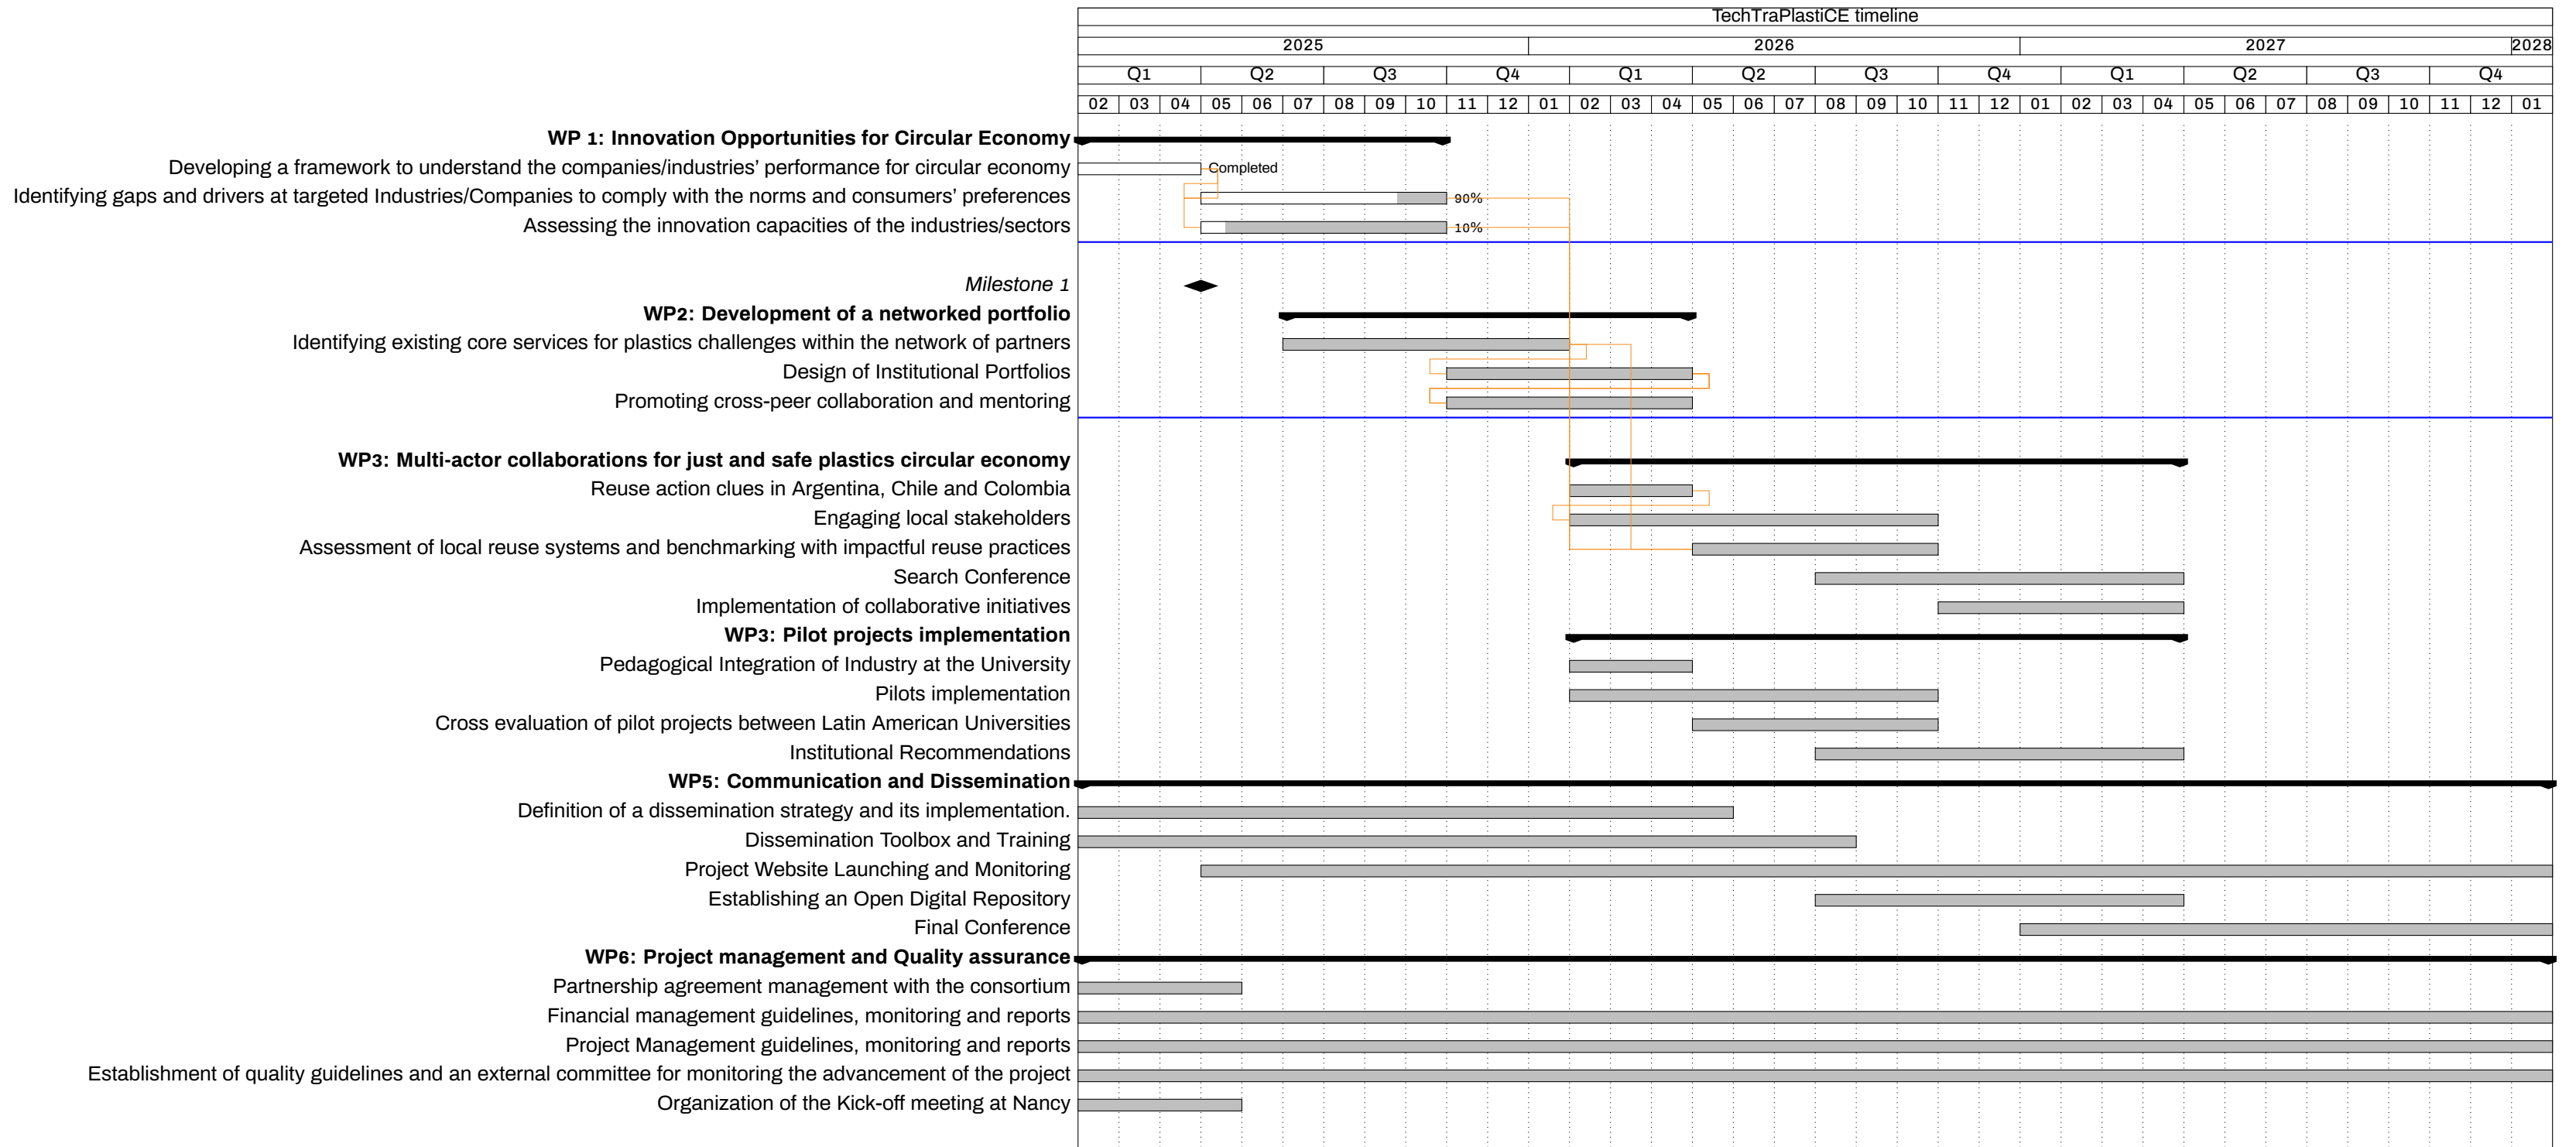 TechTraPlastiCE timeline
2025 2026 2027 2028
Q1 Q2 Q3 Q4 Q1 Q2 Q3 Q4 Q1 Q2 Q3 Q4
02 03 04 05 06 07 08 09 10 11 12 01 02 03 04 05 06 07 08 09 10 11 12 01 02 03 04 05 06 07 08 09 10 11 12 01
WP 1: Innovation Opportunities for Circular Economy
Developing a framework to understand the companies/industries’ performance for circular economy Completed
Identifying gaps and drivers at targeted Industries/Companies to comply with the norms and consumers’ preferences 90%
Assessing the innovation capacities of the industries/sectors 10%
Milestone 1
WP2: Development of a networked portfolio
Identifying existing core services for plastics challenges within the network of partners
Design of Institutional Portfolios
Promoting cross-peer collaboration and mentoring
WP3: Multi-actor collaborations for just and safe plastics circular economy
Reuse action clues in Argentina, Chile and Colombia
Engaging local stakeholders
Assessment of local reuse systems and benchmarking with impactful reuse practices
Search Conference
Implementation of collaborative initiatives
WP3: Pilot projects implementation
Pedagogical Integration of Industry at the University
Pilots implementation
Cross evaluation of pilot projects between Latin American Universities
Institutional Recommendations
WP5: Communication and Dissemination
Definition of a dissemination strategy and its implementation.
Dissemination Toolbox and Training
Project Website Launching and Monitoring
Establishing an Open Digital Repository
Final Conference
WP6: Project management and Quality assurance
Partnership agreement management with the consortium
Financial management guidelines, monitoring and reports
Project Management guidelines, monitoring and reports
Establishment of quality guidelines and an external committee for monitoring the advancement of the project
Organization of the Kick-off meeting at Nancy